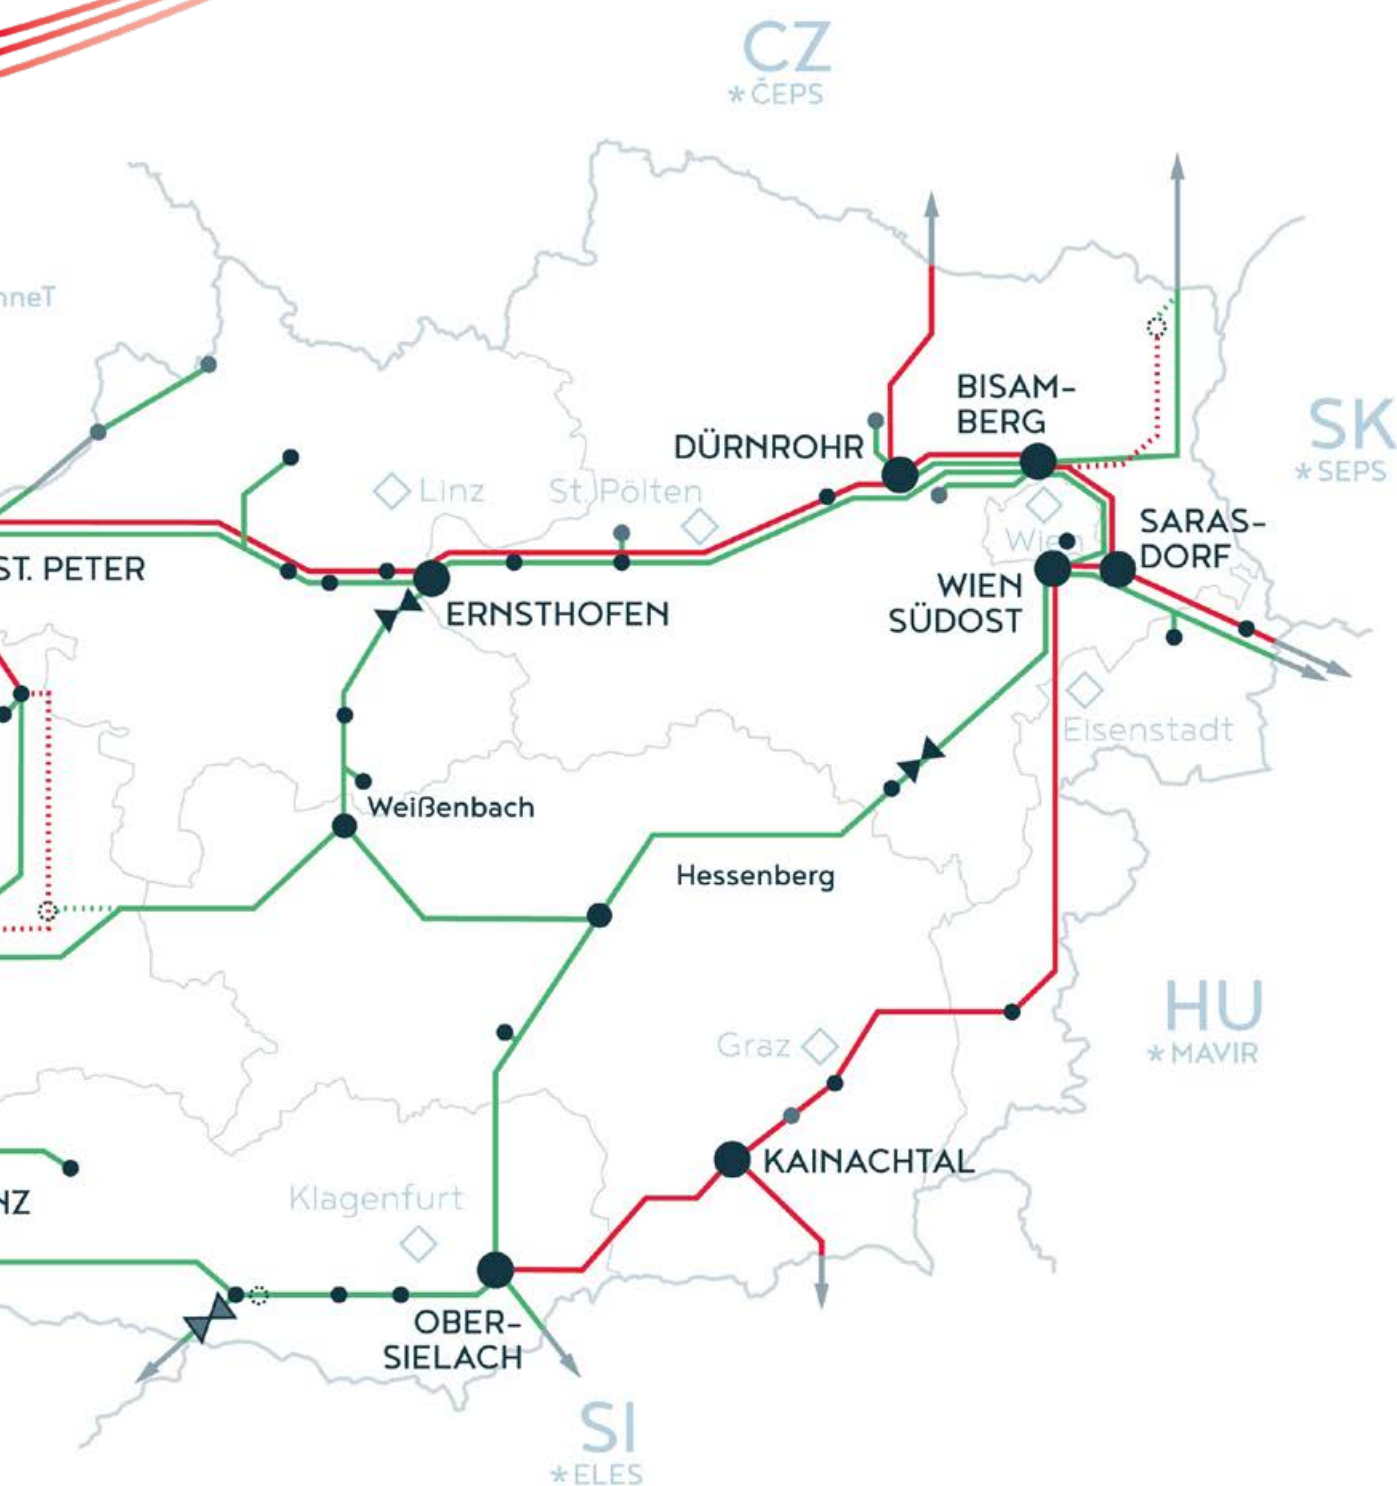 CZ
*ČEPS
nneT
BISAM-
BERG
SK
*SEPS
DÜRNROHR
Linz
St. Pölten
SARAS-
DORF
Wien
ST. PETER
WIEN
SÜDOST
ERNSTHOFEN
Eisenstadt
Weißenbach
Hessenberg
HU
*MAVIR
Graz
KAINACHTAL
Klagenfurt
NZ
OBER-
SIELACH
SI
*ELES